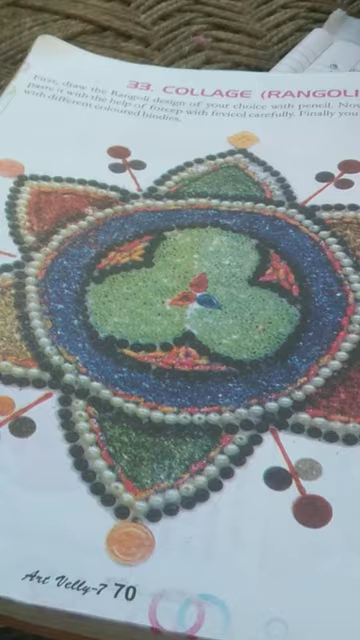 33. COLLAGE (RANGOLI
First, draw the Rangoli design of your choice with pencil. Now
paste it with the help of forcep with fevicol carefully. Finally you
with different coloured bindies.
Art Velly-7 70